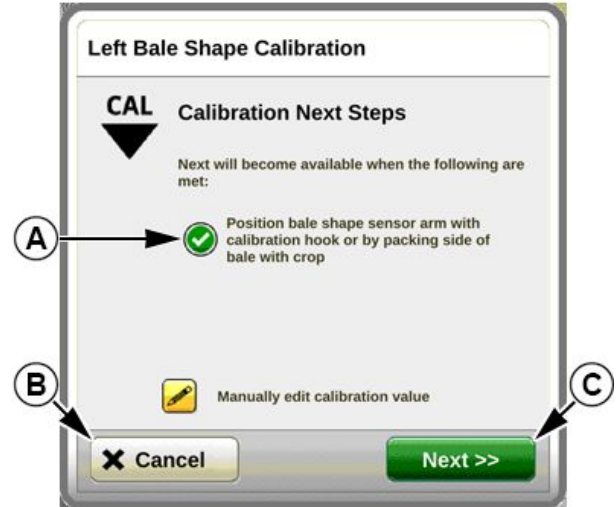 Left Bale Shape Calibration
CAL
Calibration Next Steps
Next will become available when the following are
met:
A
Position bale shape sensor arm with
calibration hook or by packing side of
bale with crop
B
Manually edit calibration value
C
Cancel
Next >>